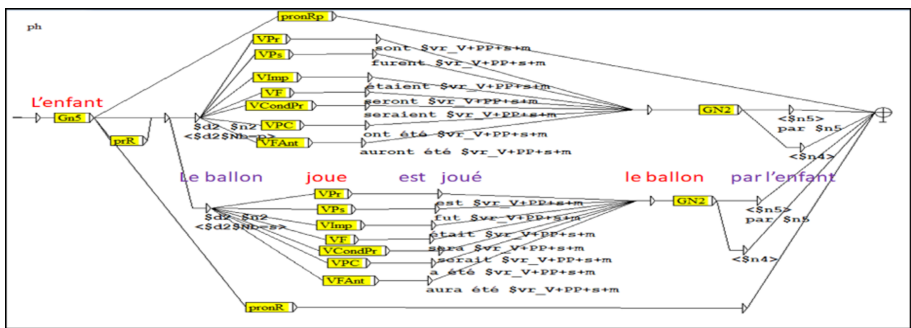 ph
pronRp
VPr
sont $vr_V+PP+s+m
VPs
furent $vr_V+PP+s+m
VImp
étaient $vr_V+PP+s+m
VF
seront $vr_V+PP+s+m
VCondPr
seraient $vr_V+PP+s+m
VPC
ont été $vr_V+PP+s+m
VFAnt
auront été $vr_V+PP+s+m
L'enfant
Gn5
prR
$d2 $n2
<$d2$Nb=p>
GN2
<$n5>
par $n5
<$n4>
Le ballon joue est joué le ballon par l'enfant
$d2 $n2
<$d2$Nb=s>
VPr
est $vr_V+PP+s+m
VPs
fut $vr_V+PP+s+m
VImp
était $vr_V+PP+s+m
VF
sera $vr_V+PP+s+m
VCondPr
serait $vr_V+PP+s+m
VPC
a été $vr_V+PP+s+m
VFAnt
aura été $vr_V+PP+s+m
GN2
<$n5>
par $n5
<$n4>
pronR